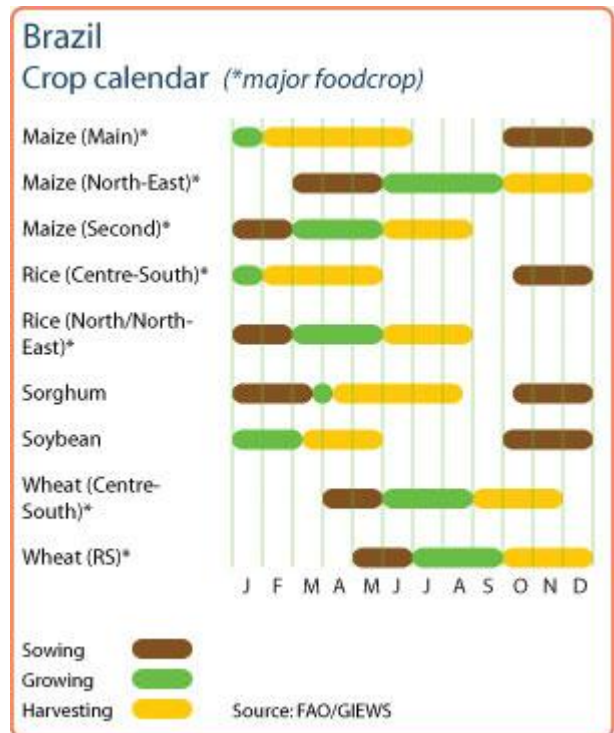 Brazil
Crop calendar (*major foodcrop)
Maize (Main)*
Maize (North-East)*
Maize (Second)*
Rice (Centre-South)*
Rice (North/North-
East)*
Sorghum
Soybean
Wheat (Centre-
South)*
Wheat (RS)*
J F M A M J J A S O N D
Sowing
Growing
Harvesting
Source: FAO/GIEWS